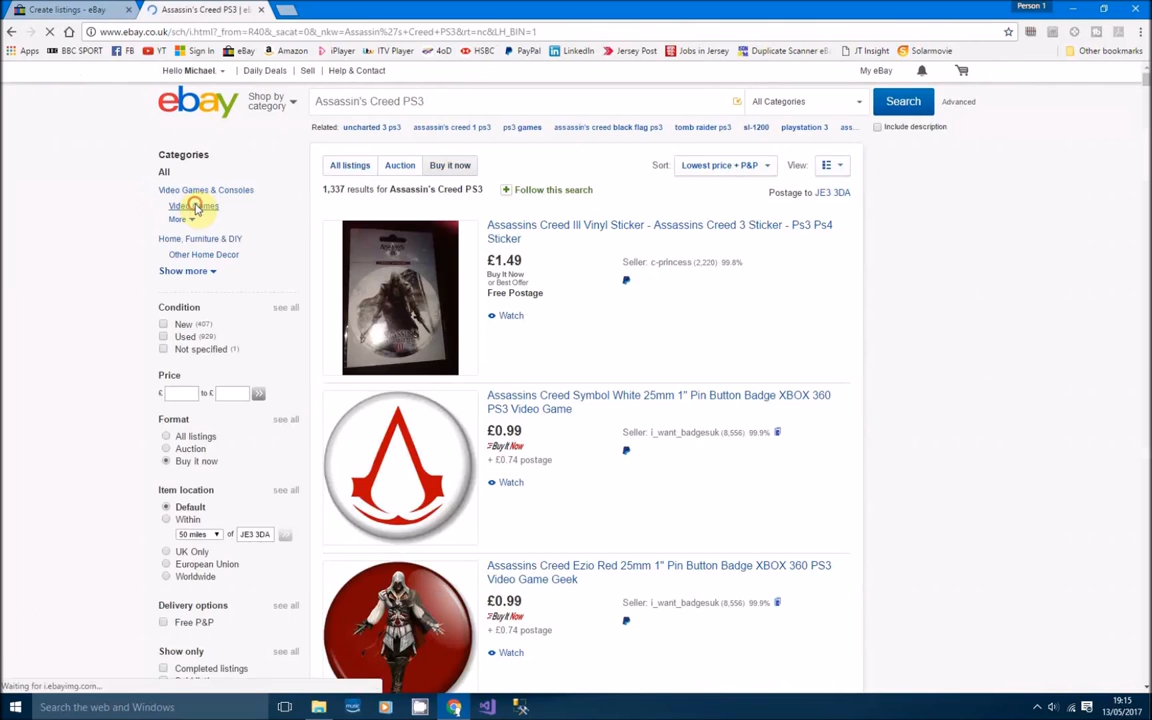 Create listings - eBay
Assassin's Creed PS3 |
Person 1
www.ebay.co.uk/sch/i.html?_from=R40&_sacat=0&_nkw=Assassin%27s+Creed+PS3&rt=nc&LH_BIN=1
Apps BBC SPORT FB YT Sign In eBay Amazon iPlayer ITV Player 4oD HSBC PayPal LinkedIn Jersey Post Jobs in Jersey Duplicate Scanner eB JT Insight Solarmovie Other bookmarks
Hello Michael Daily Deals Sell Help & Contact My eBay
ebay Shop by category Assassin's Creed PS3 All Categories Search Advanced
Related: uncharted 3 ps3 assassin's creed 1 ps3 ps3 games assassin's creed black flag ps3 tomb raider ps3 sl-1200 playstation 3 ass... Include description
Categories
All
Video Games & Consoles
Video Games
More
Home, Furniture & DIY
Other Home Decor
Show more
Condition see all
New (407)
Used (929)
Not specified (1)
Price
£ to £
Format see all
All listings
Auction
Buy it now
Item location see all
Default
Within
50 miles of JE3 3DA
UK Only
European Union
Worldwide
Delivery options see all
Free P&P
Show only see all
Completed listings
All listings Auction Buy it now Sort: Lowest price + P&P View:
1,337 results for Assassin's Creed PS3 Follow this search Postage to JE3 3DA
Assassins Creed III Vinyl Sticker - Assassins Creed 3 Sticker - Ps3 Ps4
Sticker
£1.49 Seller: c-princess (2,220) 99.8%
Buy It Now
or Best Offer
Free Postage
Watch
Assassins Creed Symbol White 25mm 1" Pin Button Badge XBOX 360
PS3 Video Game
£0.99 Seller: i_want_badgesuk (8,556) 99.9%
Buy It Now
+ £0.74 postage
Watch
Assassins Creed Ezio Red 25mm 1" Pin Button Badge XBOX 360 PS3
Video Game Geek
£0.99 Seller: i_want_badgesuk (8,556) 99.9%
Buy It Now
+ £0.74 postage
Watch
Waiting for i.ebayimg.com...
Search the web and Windows
19:15
13/05/2017